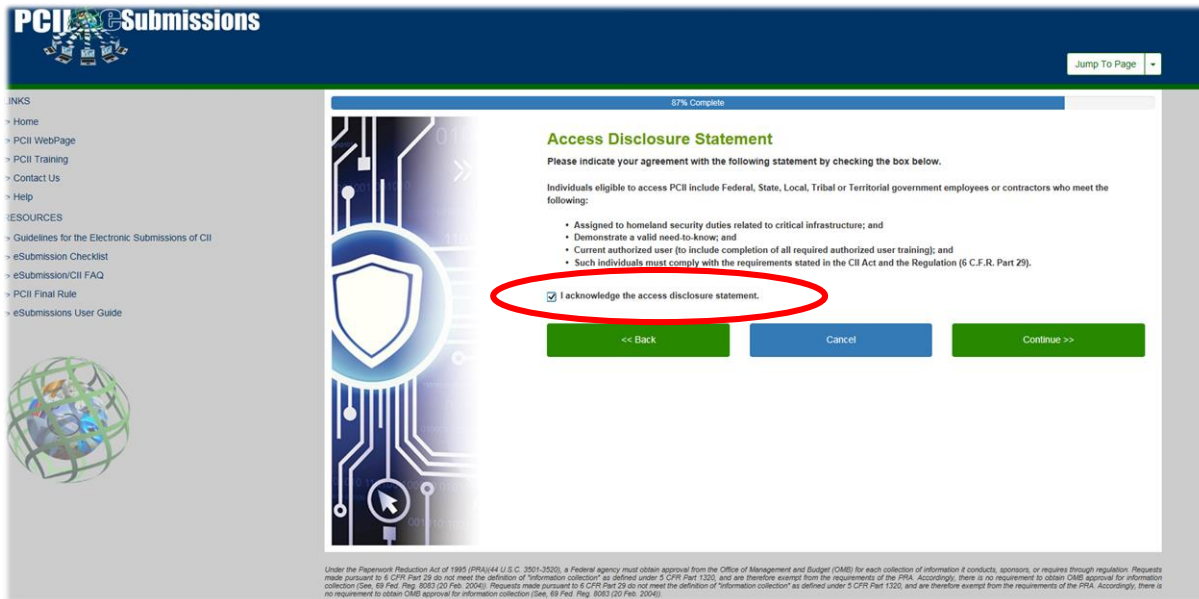 PCII eSubmissions
Jump To Page
LINKS
> Home
> PCII WebPage
> PCII Training
> Contact Us
> Help
RESOURCES
> Guidelines for the Electronic Submissions of CII
> eSubmission Checklist
> eSubmission/CII FAQ
> PCII Final Rule
> eSubmissions User Guide
87% Complete
Access Disclosure Statement
Please indicate your agreement with the following statement by checking the box below.
Individuals eligible to access PCII include Federal, State, Local, Tribal or Territorial government employees or contractors who meet the
following:
• Assigned to homeland security duties related to critical infrastructure; and
• Demonstrate a valid need-to-know; and
• Current authorized user (to include completion of all required authorized user training); and
• Such individuals must comply with the requirements stated in the CII Act and the Regulation (6 C.F.R. Part 29).
I acknowledge the access disclosure statement.
<< Back
Cancel
Continue >>
Under the Paperwork Reduction Act of 1995 (PRA)(44 U.S.C. 3501-3520), a Federal agency must obtain approval from the Office of Management and Budget (OMB) for each collection of information it conducts, sponsors, or requires through regulation. Requests
made pursuant to 6 CFR Part 29 do not meet the definition of "information collection" as defined under 5 CFR Part 1320, and are therefore exempt from the requirements of the PRA. Accordingly, there is no requirement to obtain OMB approval for information
collection (See, 69 Fed. Reg. 8083 (20 Feb. 2004)). Requests made pursuant to 6 CFR Part 29 do not meet the definition of "information collection" as defined under 5 CFR Part 1320, and are therefore exempt from the requirements of the PRA. Accordingly, there is
no requirement to obtain OMB approval for information collection (See, 69 Fed. Reg. 8083 (20 Feb. 2004)).